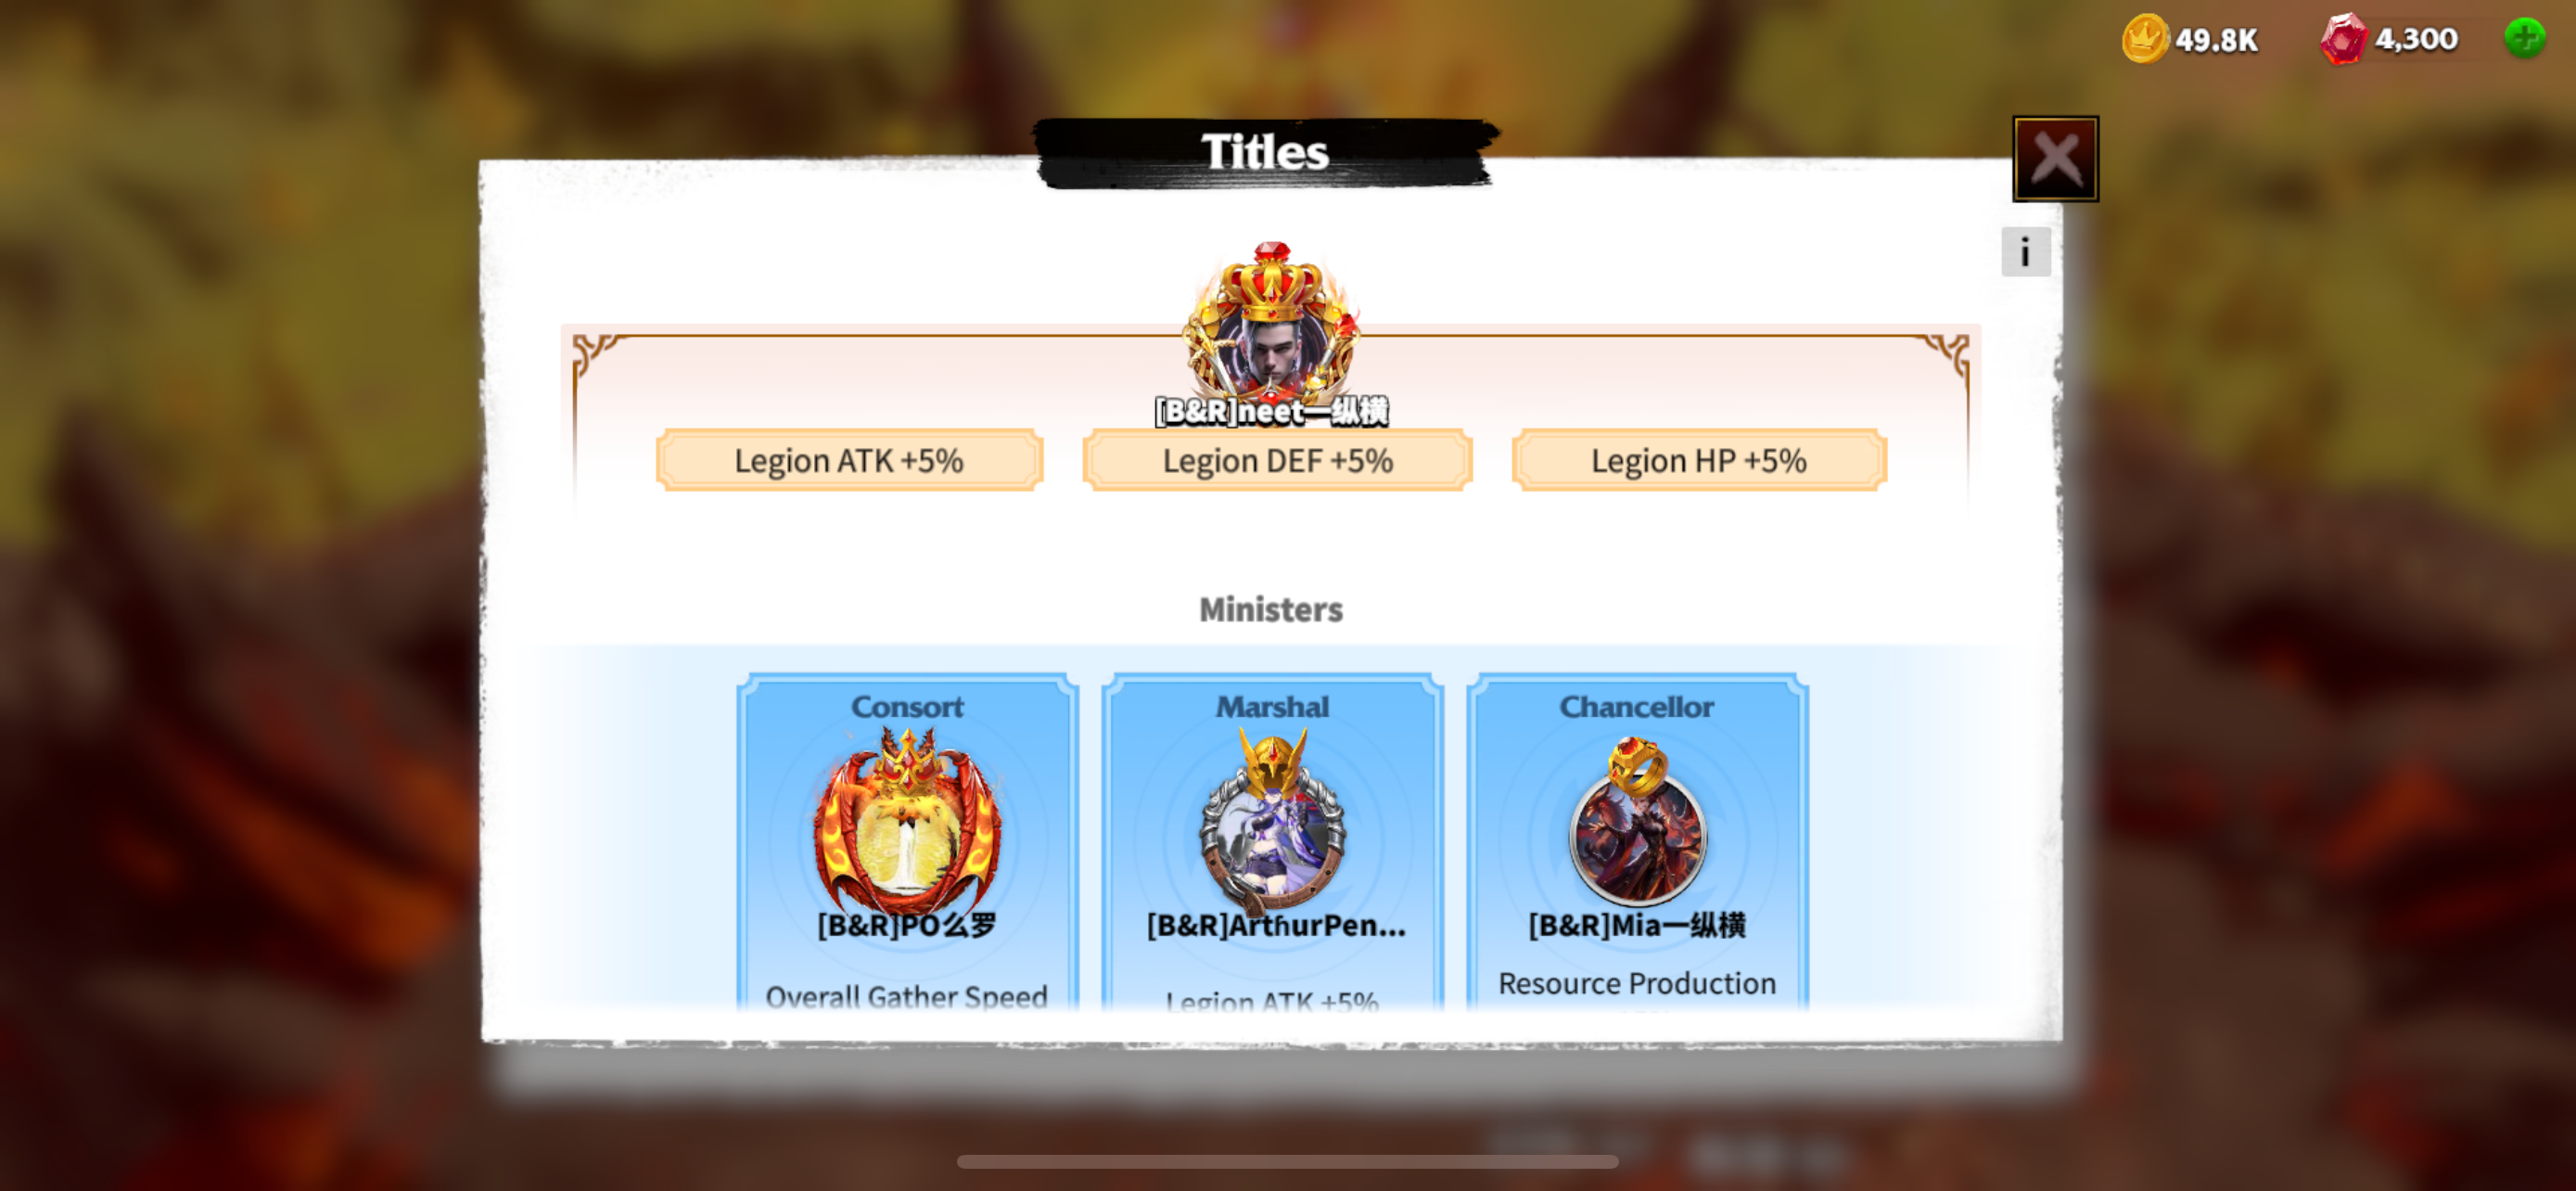 49.8K
4,300
Titles
i
[B&R]neet一纵横
Legion ATK +5%
Legion DEF +5%
Legion HP +5%
Ministers
Consort
Marshal
Chancellor
[B&R]PO么罗
[B&R]ArthurPen...
[B&R]Mia一纵横
Overall Gather Speed
Legion ATK +5%
Resource Production